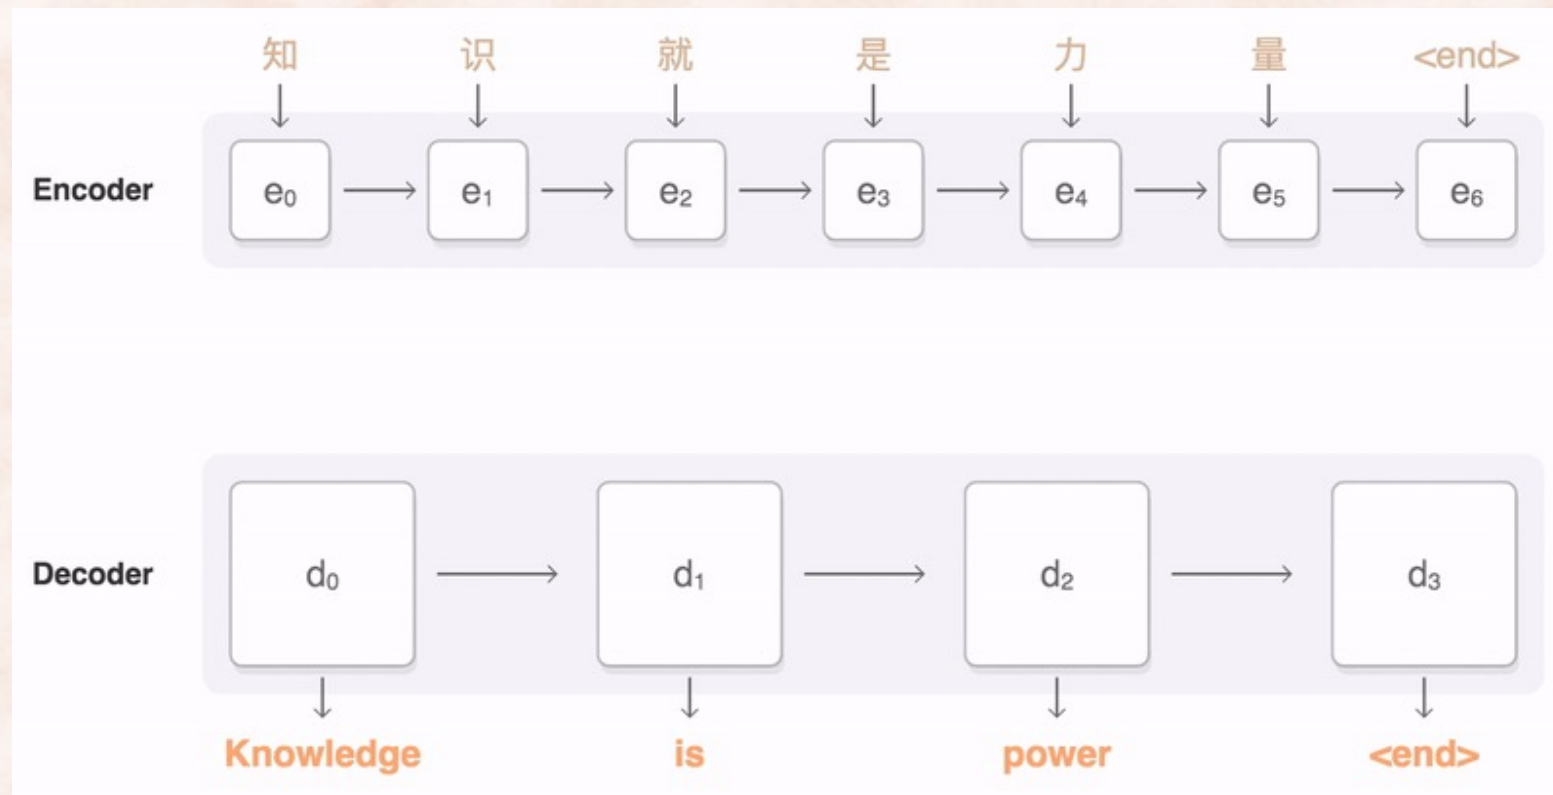 知 识 就 是 力 量 <end>
Encoder e₀ e₁ e₂ e₃ e₄ e₅ e₆
Decoder d₀ d₁ d₂ d₃
Knowledge is power <end>